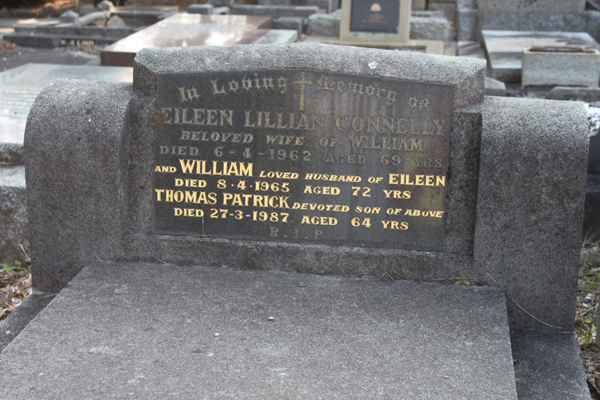 In Loving Memory of
EILEEN LILLIAN CONNELLY
BELOVED WIFE OF WILLIAM
DIED 6-4-1962 AGED 69 YRS.
AND WILLIAM LOVED HUSBAND OF EILEEN
DIED 8-4-1965 AGED 72 YRS
THOMAS PATRICK DEVOTED SON OF ABOVE
DIED 27-3-1987 AGED 64 YRS
R.I.P